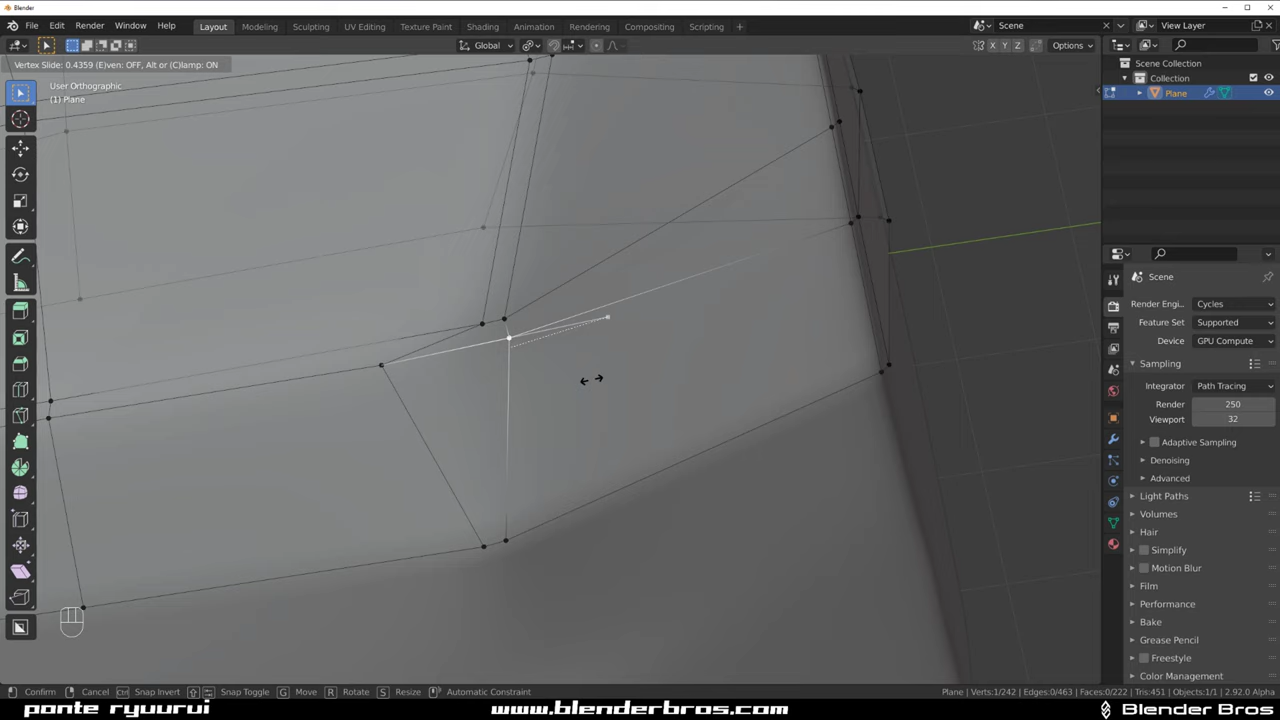 Blender
File Edit Render Window Help Layout Modeling Sculpting UV Editing Texture Paint Shading Animation Rendering Compositing Scripting + Scene View Layer
Global X Y Z Options
Vertex Slide: 0.4359 (E)ven: OFF, Alt or (C)lamp: ON
User Orthographic
(1) Plane
Scene Collection
Collection
Plane
Scene
Render Engi... Cycles
Feature Set Supported
Device GPU Compute
Sampling
Integrator Path Tracing
Render 250
Viewport 32
Adaptive Sampling
Denoising
Advanced
Light Paths
Volumes
Hair
Simplify
Motion Blur
Film
Performance
Bake
Grease Pencil
Freestyle
Color Management
Confirm Cancel Ctrl Snap Invert Snap Toggle G Move R Rotate S Resize Automatic Constraint Plane | Verts:1/242 | Edges:0/463 | Faces:0/222 | Tris:451 | Objects:1/1 | 2.92.0 Alpha
ponte ryuurui www.blenderbros.com Blender Bros